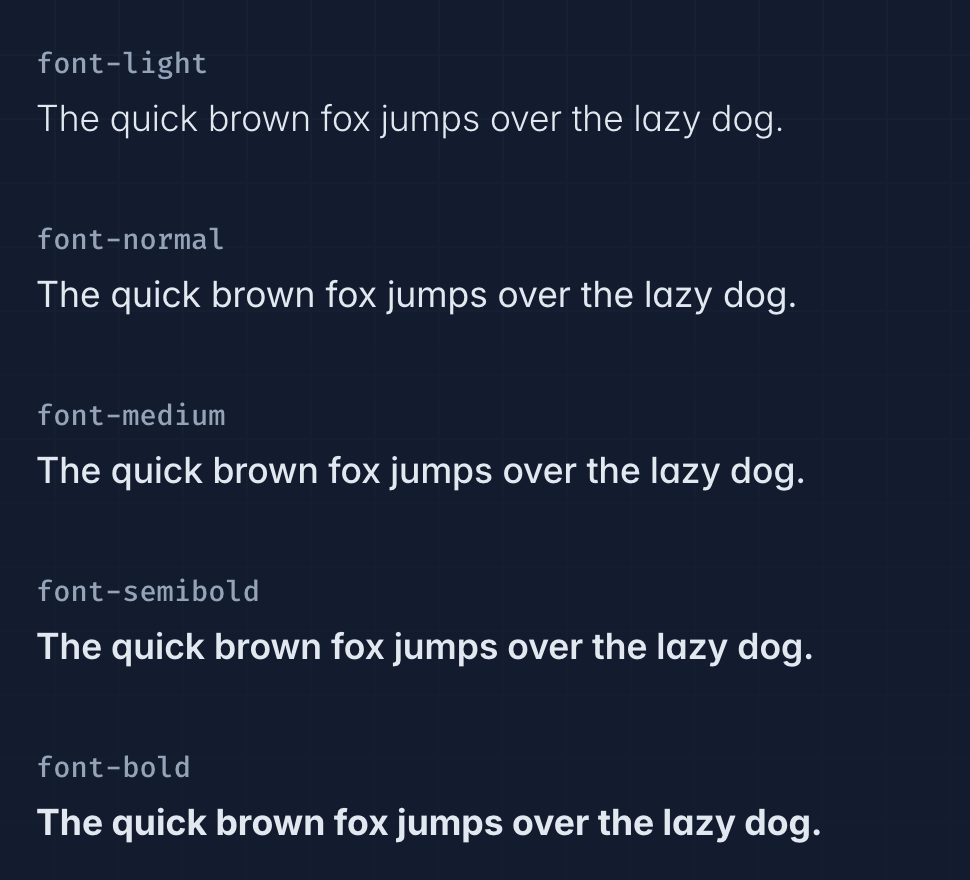 font-light
The quick brown fox jumps over the lazy dog.
font-normal
The quick brown fox jumps over the lazy dog.
font-medium
The quick brown fox jumps over the lazy dog.
font-semibold
The quick brown fox jumps over the lazy dog.
font-bold
The quick brown fox jumps over the lazy dog.